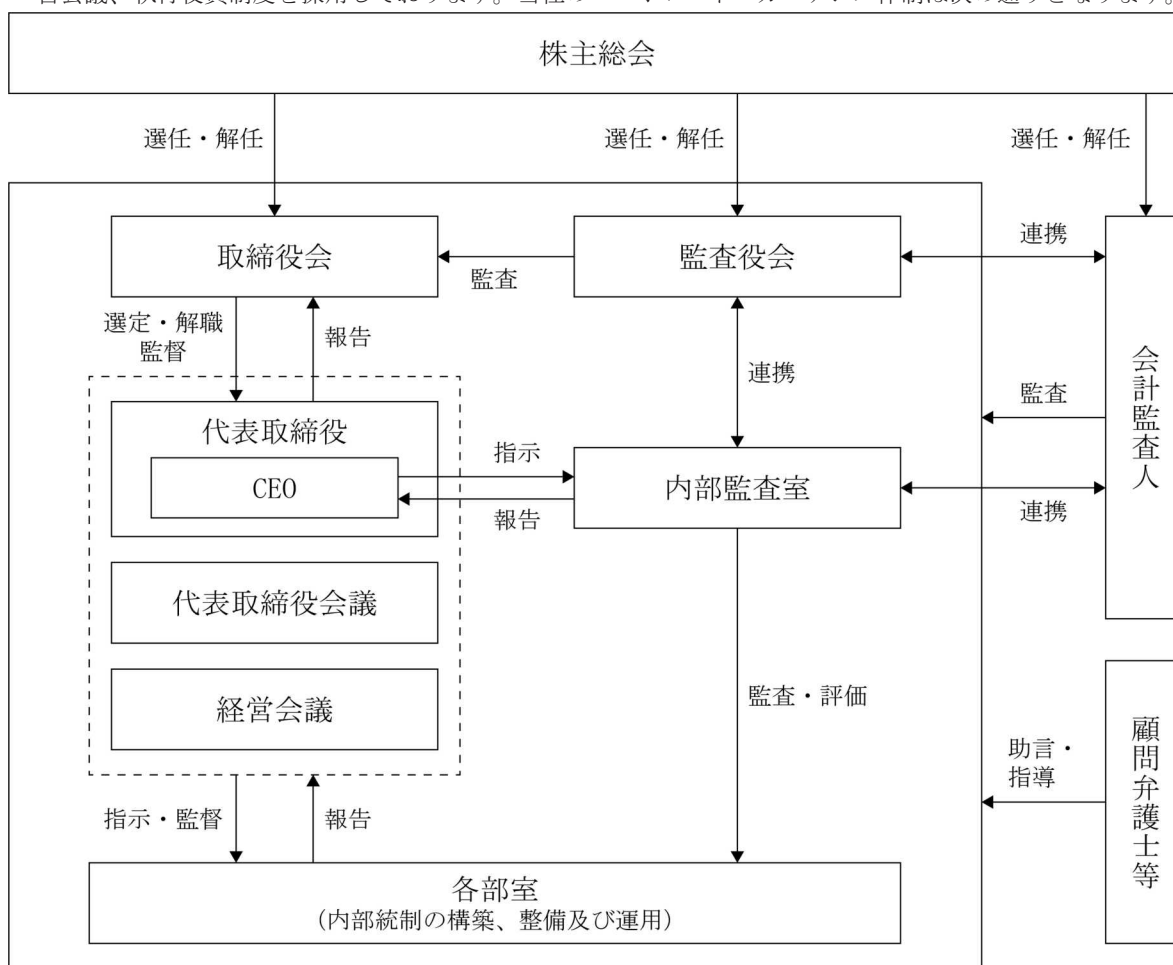 株主総会
選任・解任
選任・解任
選任・解任
取締役会
監査
監査役会
連携
選定・解職
監督
報告
連携
会計監査人
監査
代表取締役
CEO
指示
報告
内部監査室
連携
代表取締役会議
経営会議
監査・評価
助言・
指導
顧問弁護士等
指示・監督
報告
各部室
(内部統制の構築、整備及び運用)